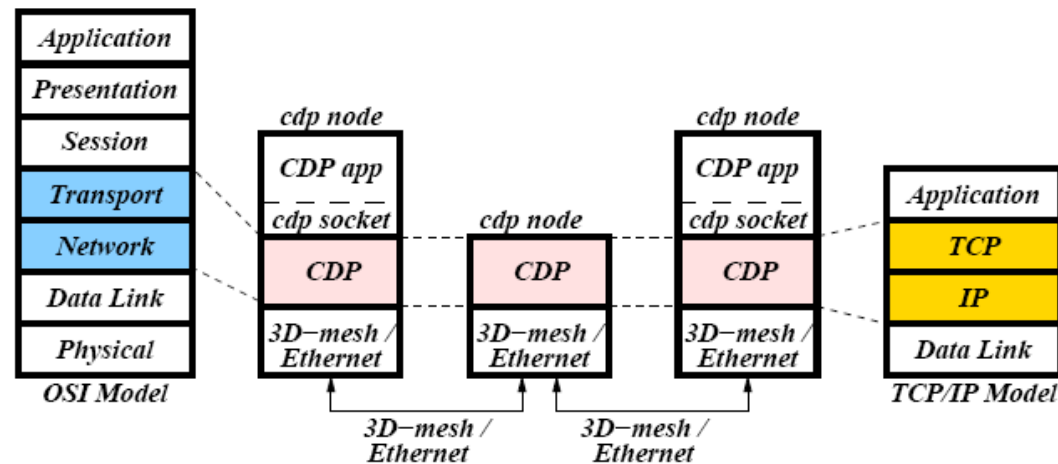 Application
Presentation
Session
Transport
Network
Data Link
Physical
OSI Model
cdp node
CDP app
cdp socket
CDP
3D-mesh /
Ethernet
cdp node
CDP
3D-mesh /
Ethernet
cdp node
CDP app
cdp socket
CDP
3D-mesh /
Ethernet
3D-mesh /
Ethernet
3D-mesh /
Ethernet
Application
TCP
IP
Data Link
TCP/IP Model